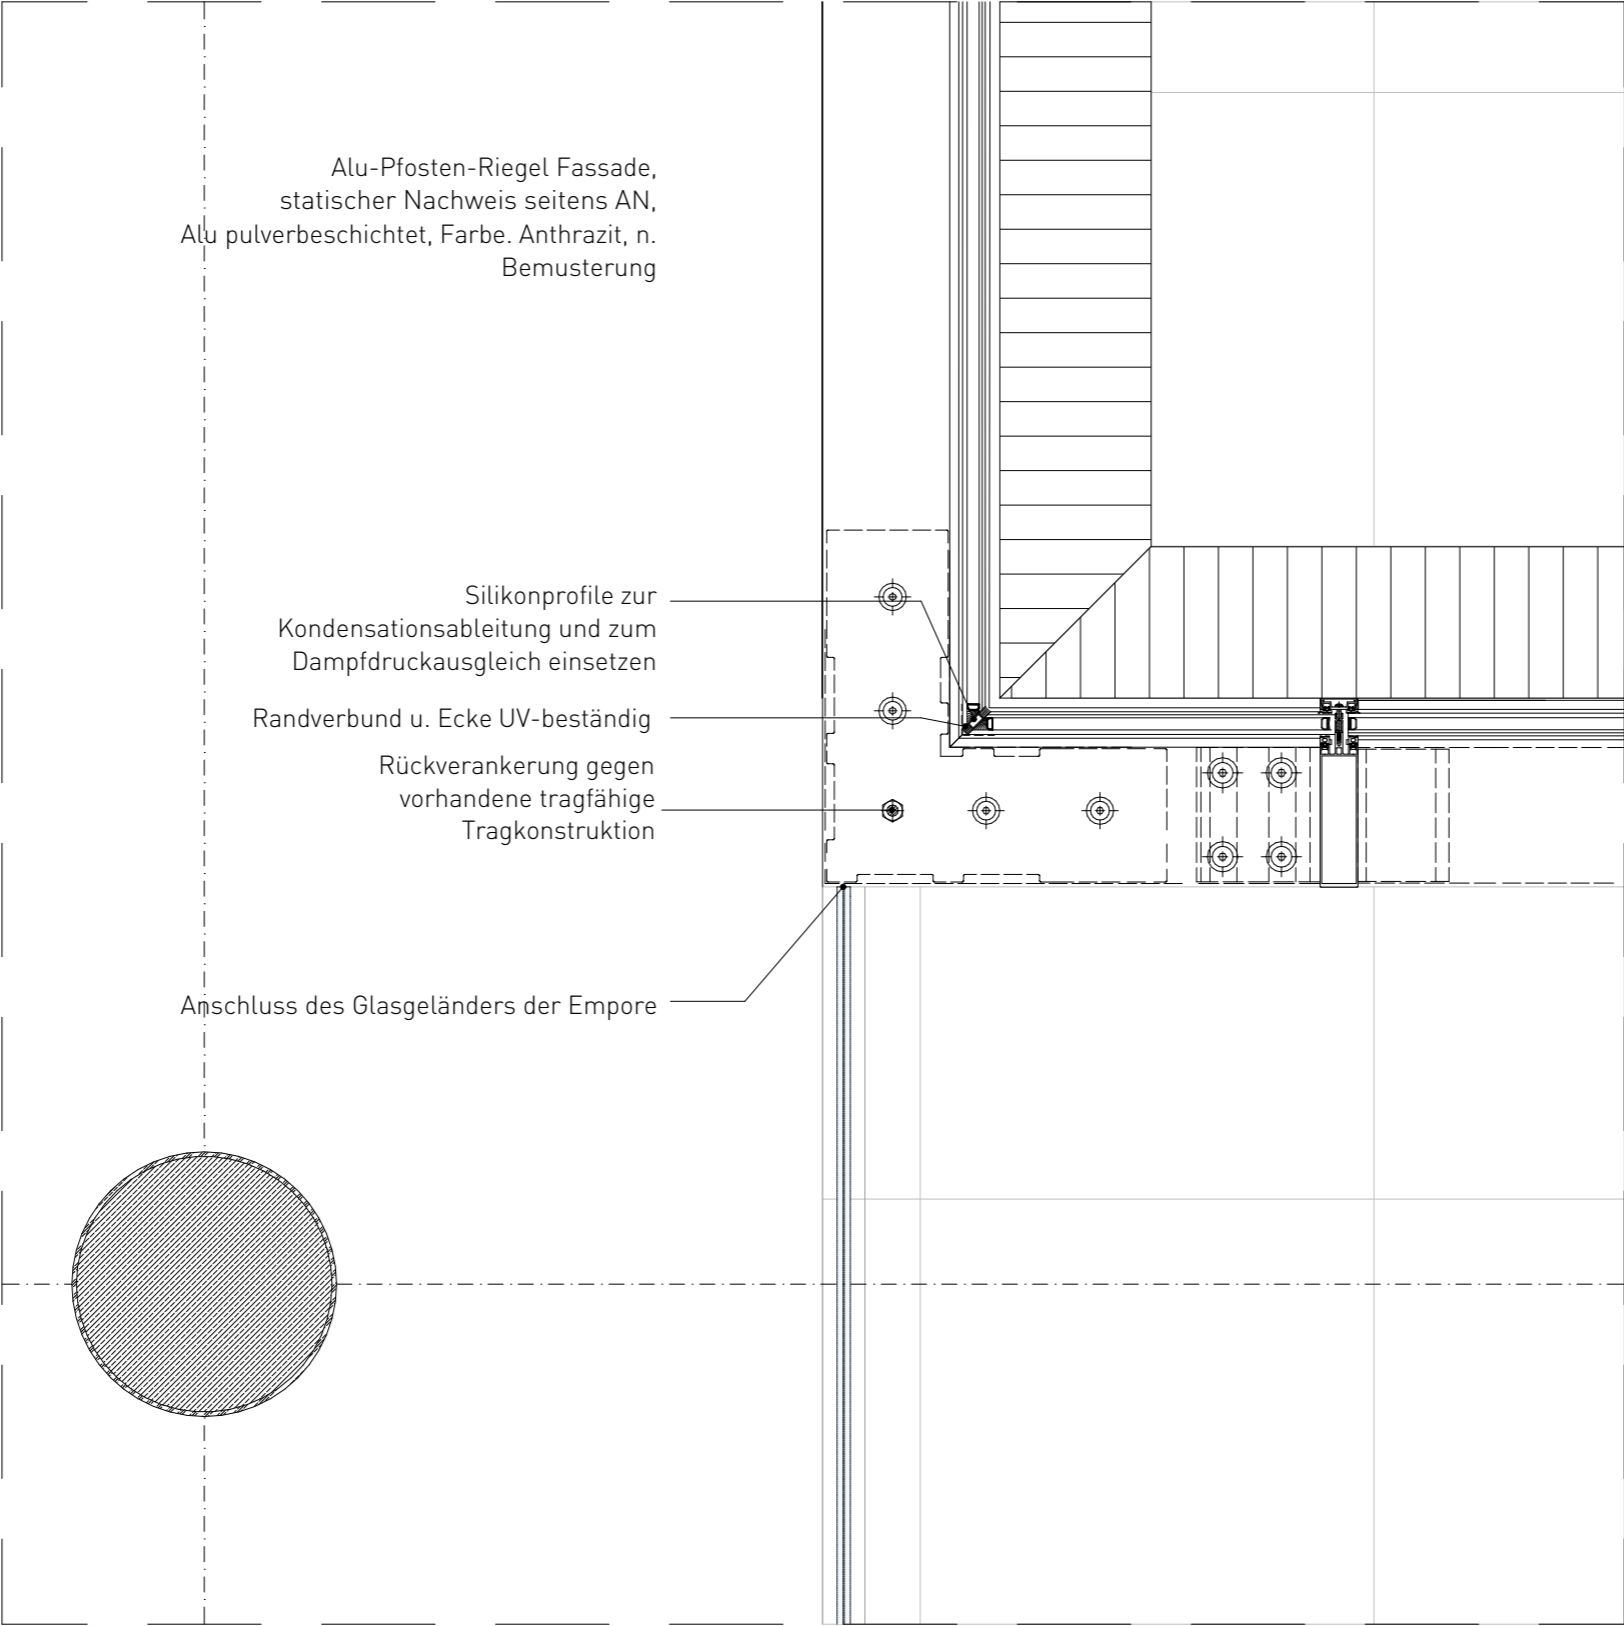 Alu-Pfosten-Riegel Fassade,
statischer Nachweis seitens AN,
Alu pulverbeschichtet, Farbe. Anthrazit, n.
Bemusterung
Silikonprofile zur
Kondensationsableitung und zum
Dampfdruckausgleich einsetzen
Randverbund u. Ecke UV-beständig
Rückverankerung gegen
vorhandene tragfähige
Tragkonstruktion
Anschluss des Glasgeländers der Empore